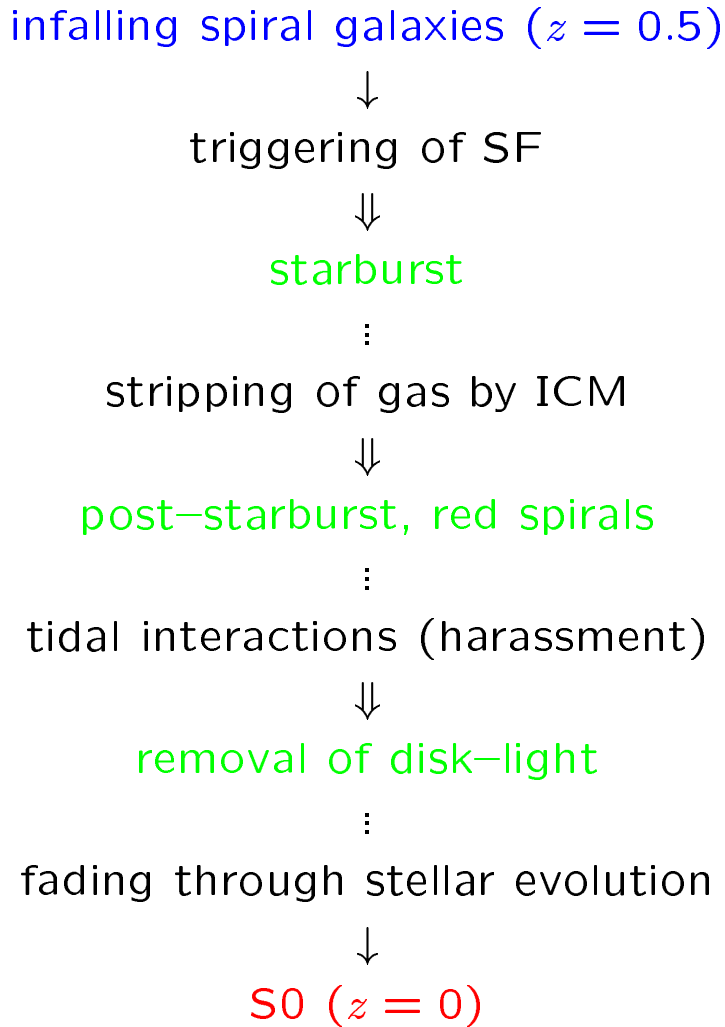 infalling spiral galaxies (z = 0.5)
↓
triggering of SF
⇓
starburst
⋮
stripping of gas by ICM
⇓
post–starburst, red spirals
⋮
tidal interactions (harassment)
⇓
removal of disk–light
⋮
fading through stellar evolution
↓
S0 (z = 0)